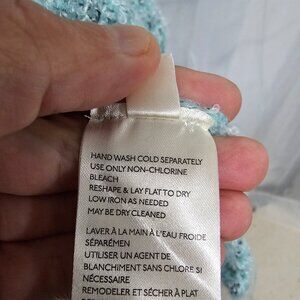 HAND WASH COLD SEPARATELY
USE ONLY NON-CHLORINE
BLEACH
RESHAPE & LAY FLAT TO DRY
LOW IRON AS NEEDED
MAY BE DRY CLEANED
LAVER À LA MAIN À L'EAU FROIDE
SÉPARÉMEN
UTILISER UN AGENT DE
BLANCHIMENT SANS CHLORE SI
NÉCESSAIRE
REMODELER ET SÉCHER À PLAT